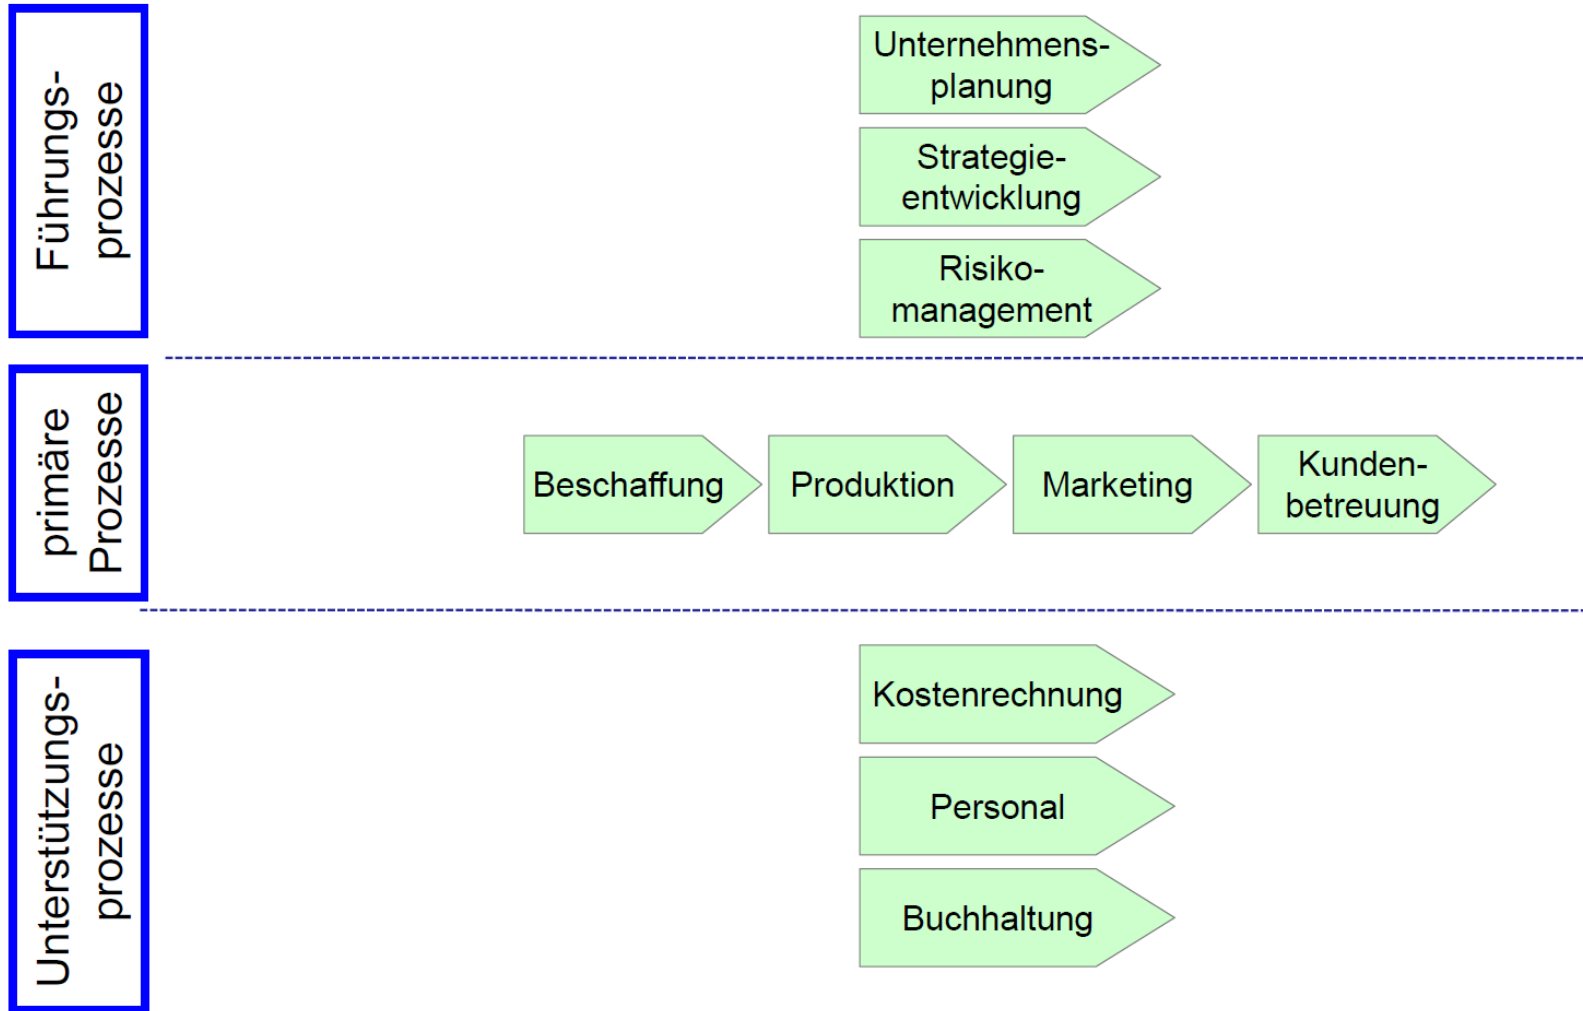 Führungs-
prozesse
Unternehmens-
planung
Strategie-
entwicklung
Risiko-
management
primäre
Prozesse
Beschaffung
Produktion
Marketing
Kunden-
betreuung
Unterstützungs-
prozesse
Kostenrechnung
Personal
Buchhaltung